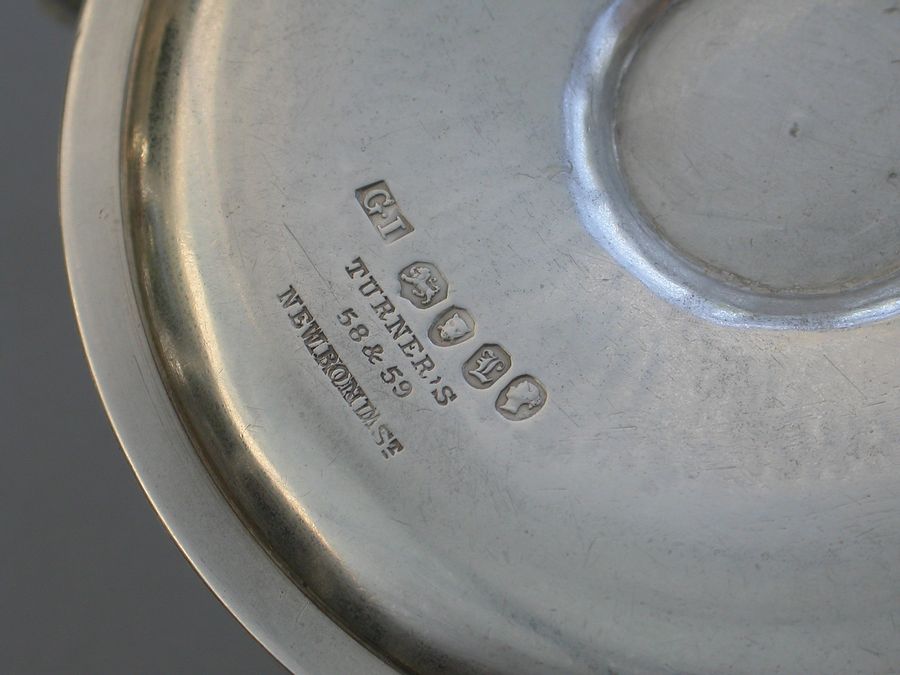 G·I
L
TURNER'S
58 & 59
NEW BOND ST